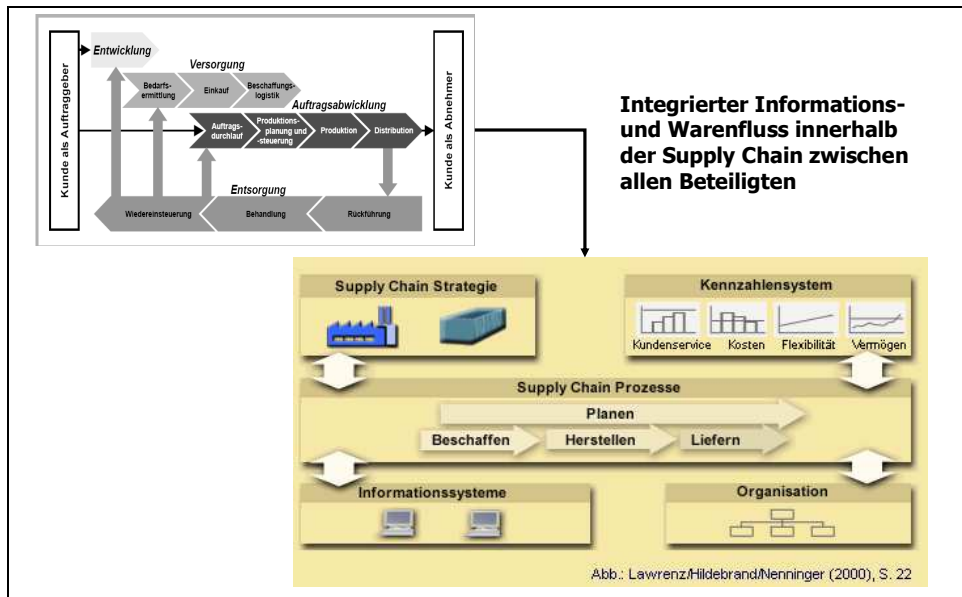 Kunde als Auftraggeber
Entwicklung
Versorgung
Bedarfs-
ermittlung
Einkauf
Beschaffungs-
logistik
Auftragsabwicklung
Auftrags-
durchlauf
Produktions-
planung und
-steuerung
Produktion
Distribution
Entsorgung
Wiedereinsteuerung
Behandlung
Rückführung
Kunde als Abnehmer
Integrierter Informations-
und Warenfluss innerhalb
der Supply Chain zwischen
allen Beteiligten
Supply Chain Strategie
Kennzahlensystem
Kundenservice Kosten Flexibilität Vermögen
Supply Chain Prozesse
Planen
Beschaffen Herstellen Liefern
Informationssysteme
Organisation
Abb.: Lawrenz/Hildebrand/Nenninger (2000), S. 22